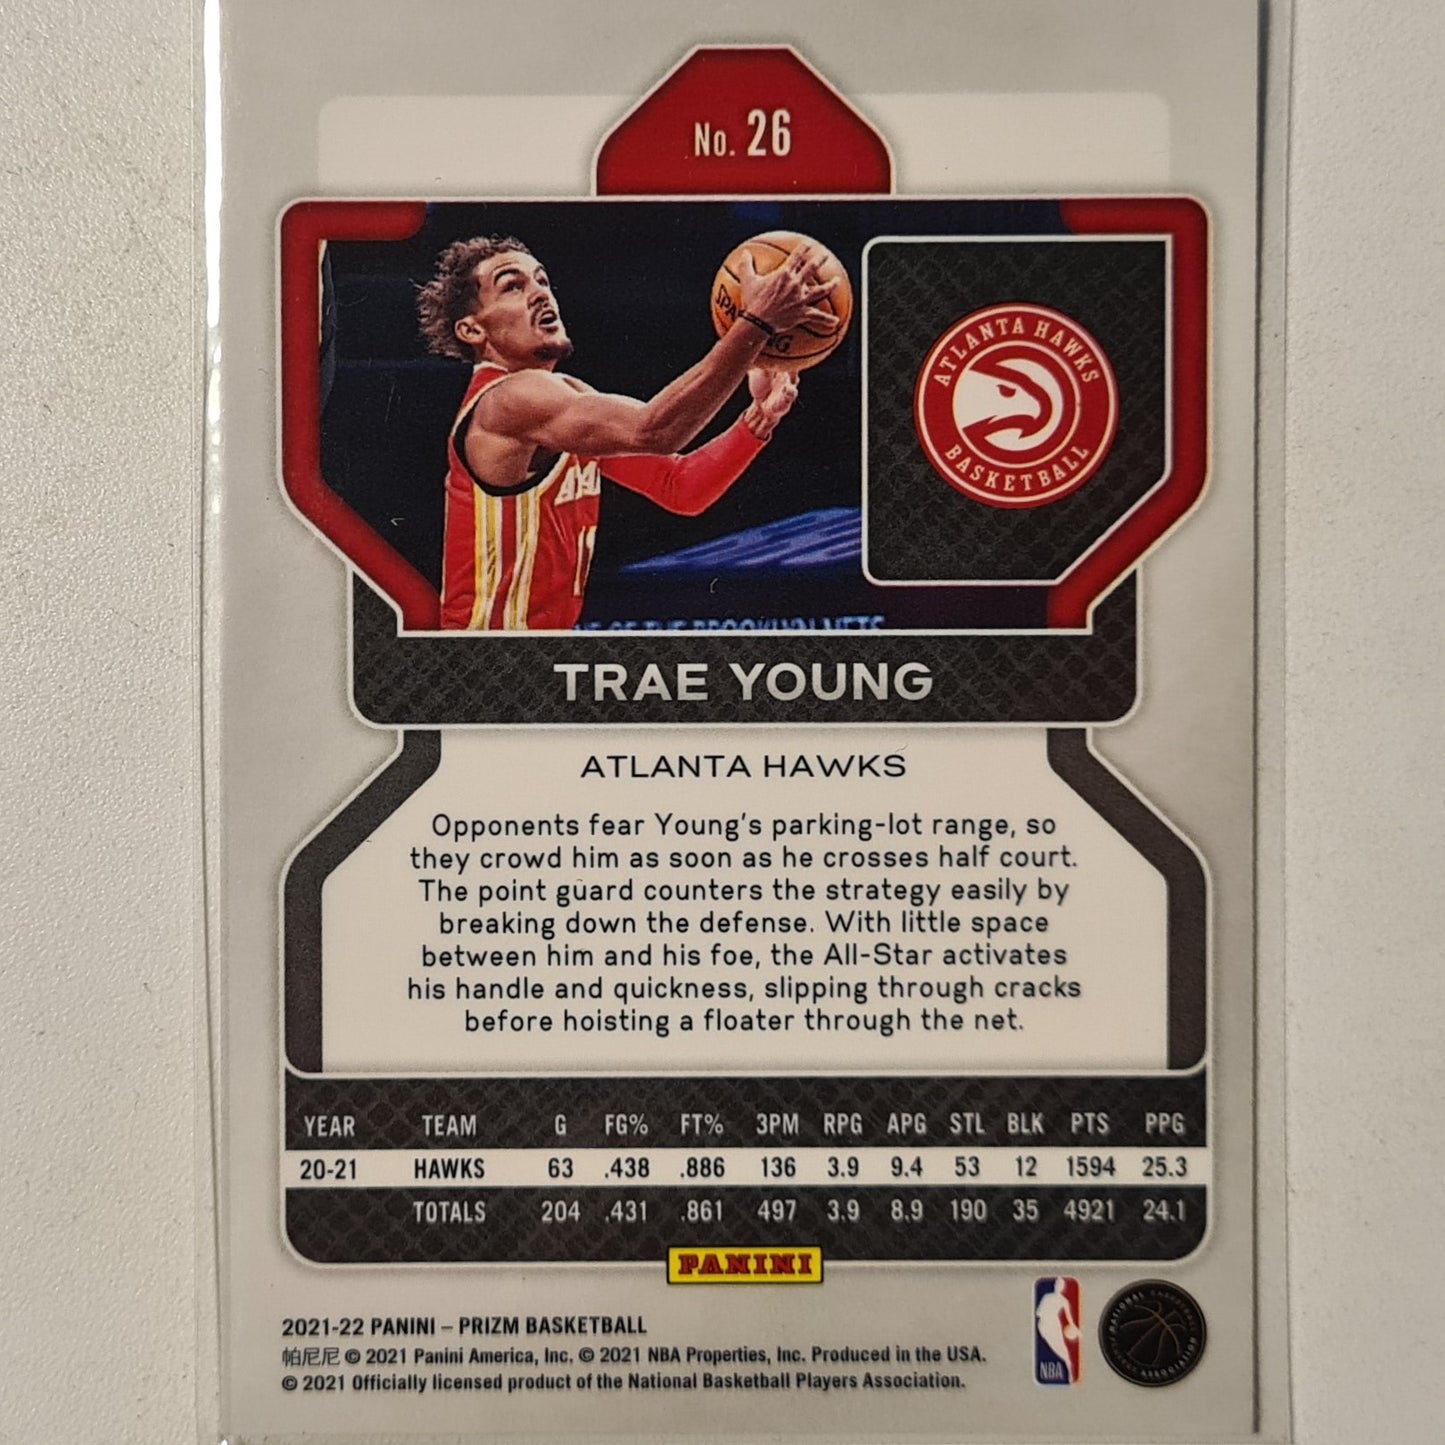 No. 26
SPALDING
ATLANTA HAWKS
BASKETBALL
TRAE YOUNG
ATLANTA HAWKS
Opponents fear Young's parking-lot range, so
they crowd him as soon as he crosses half court.
The point guard counters the strategy easily by
breaking down the defense. With little space
between him and his foe, the All-Star activates
his handle and quickness, slipping through cracks
before hoisting a floater through the net.
YEAR TEAM G FG% FT% 3PM RPG APG STL BLK PTS PPG
20-21 HAWKS 63 .438 .886 136 3.9 9.4 53 12 1594 25.3
TOTALS 204 .431 .861 497 3.9 8.9 190 35 4921 24.1
PANINI
2021-22 PANINI – PRIZM BASKETBALL
帕尼尼 © 2021 Panini America, Inc. © 2021 NBA Properties, Inc. Produced in the USA.
© 2021 Officially licensed product of the National Basketball Players Association.
NBA
NATIONAL BASKETBALL PLAYERS ASSOCIATION